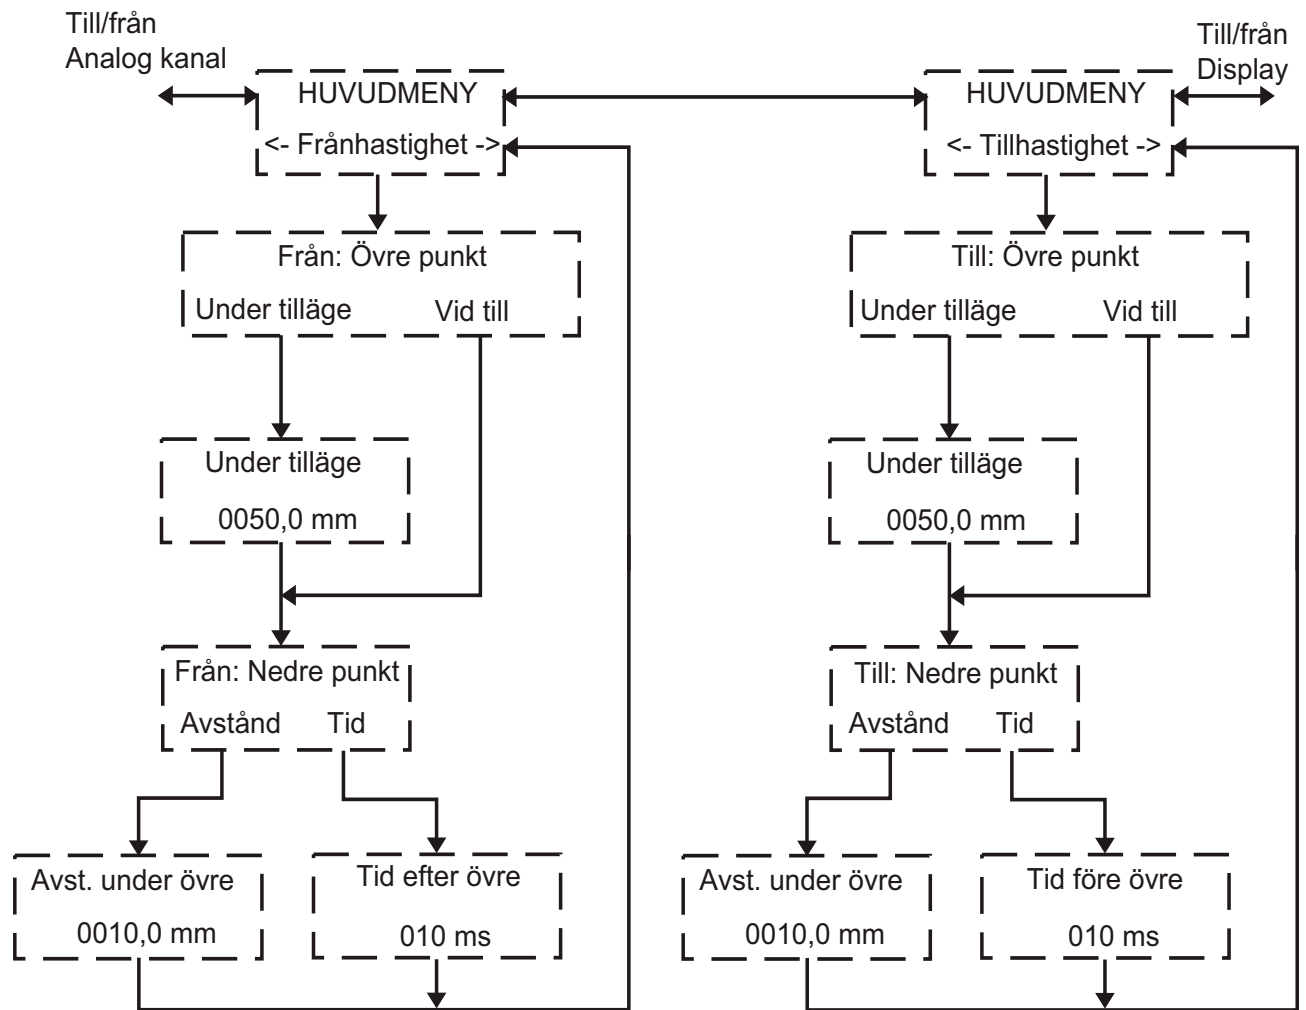 Till/från
Analog kanal
Till/från
Display
HUVUDMENY
<- Frånhastighet ->
HUVUDMENY
<- Tillhastighet ->
Från: Övre punkt
Under tilläge Vid till
Till: Övre punkt
Under tilläge Vid till
Under tilläge
0050,0 mm
Under tilläge
0050,0 mm
Från: Nedre punkt
Avstånd Tid
Till: Nedre punkt
Avstånd Tid
Avst. under övre
0010,0 mm
Tid efter övre
010 ms
Avst. under övre
0010,0 mm
Tid före övre
010 ms